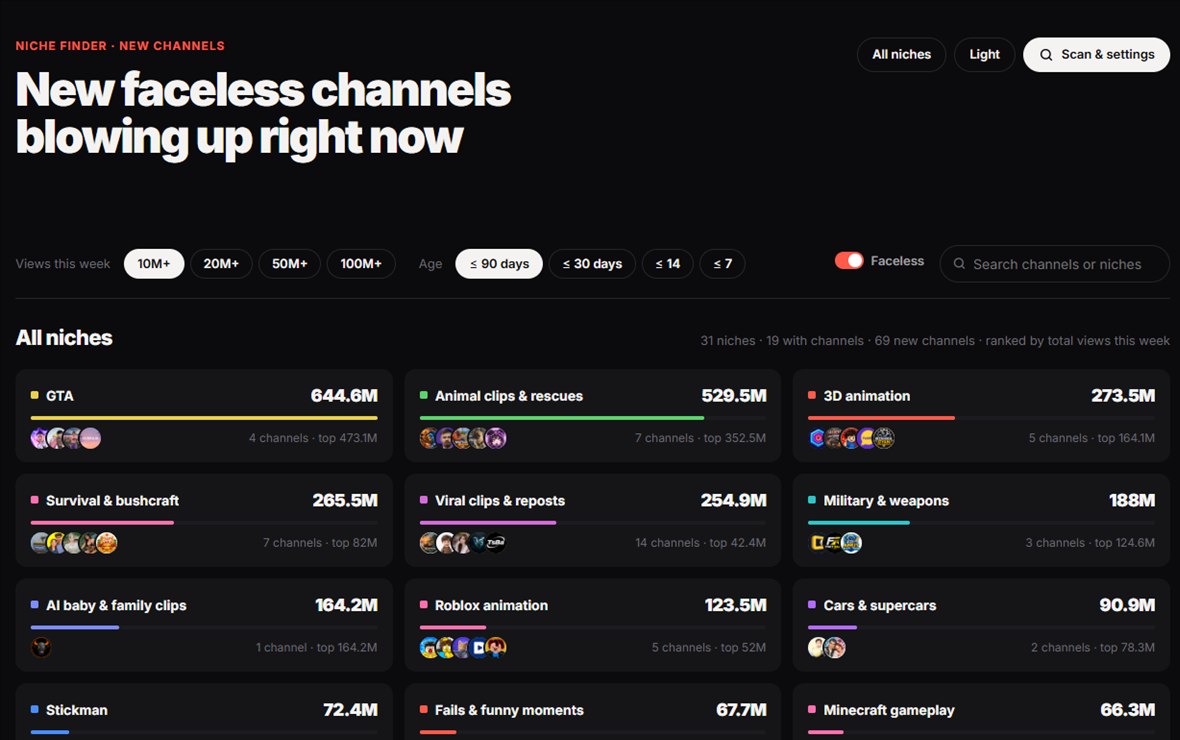 NICHE FINDER · NEW CHANNELS
New faceless channels
blowing up right now
All niches
Light
Scan & settings
Views this week
10M+
20M+
50M+
100M+
Age
≤ 90 days
≤ 30 days
≤ 14
≤ 7
Faceless
Search channels or niches
All niches
31 niches · 19 with channels · 69 new channels · ranked by total views this week
GTA
644.6M
4 channels · top 473.1M
Animal clips & rescues
529.5M
7 channels · top 352.5M
3D animation
273.5M
5 channels · top 164.1M
Survival & bushcraft
265.5M
7 channels · top 82M
Viral clips & reposts
254.9M
14 channels · top 42.4M
Military & weapons
188M
3 channels · top 124.6M
AI baby & family clips
164.2M
1 channel · top 164.2M
Roblox animation
123.5M
5 channels · top 52M
Cars & supercars
90.9M
2 channels · top 78.3M
Stickman
72.4M
Fails & funny moments
67.7M
Minecraft gameplay
66.3M